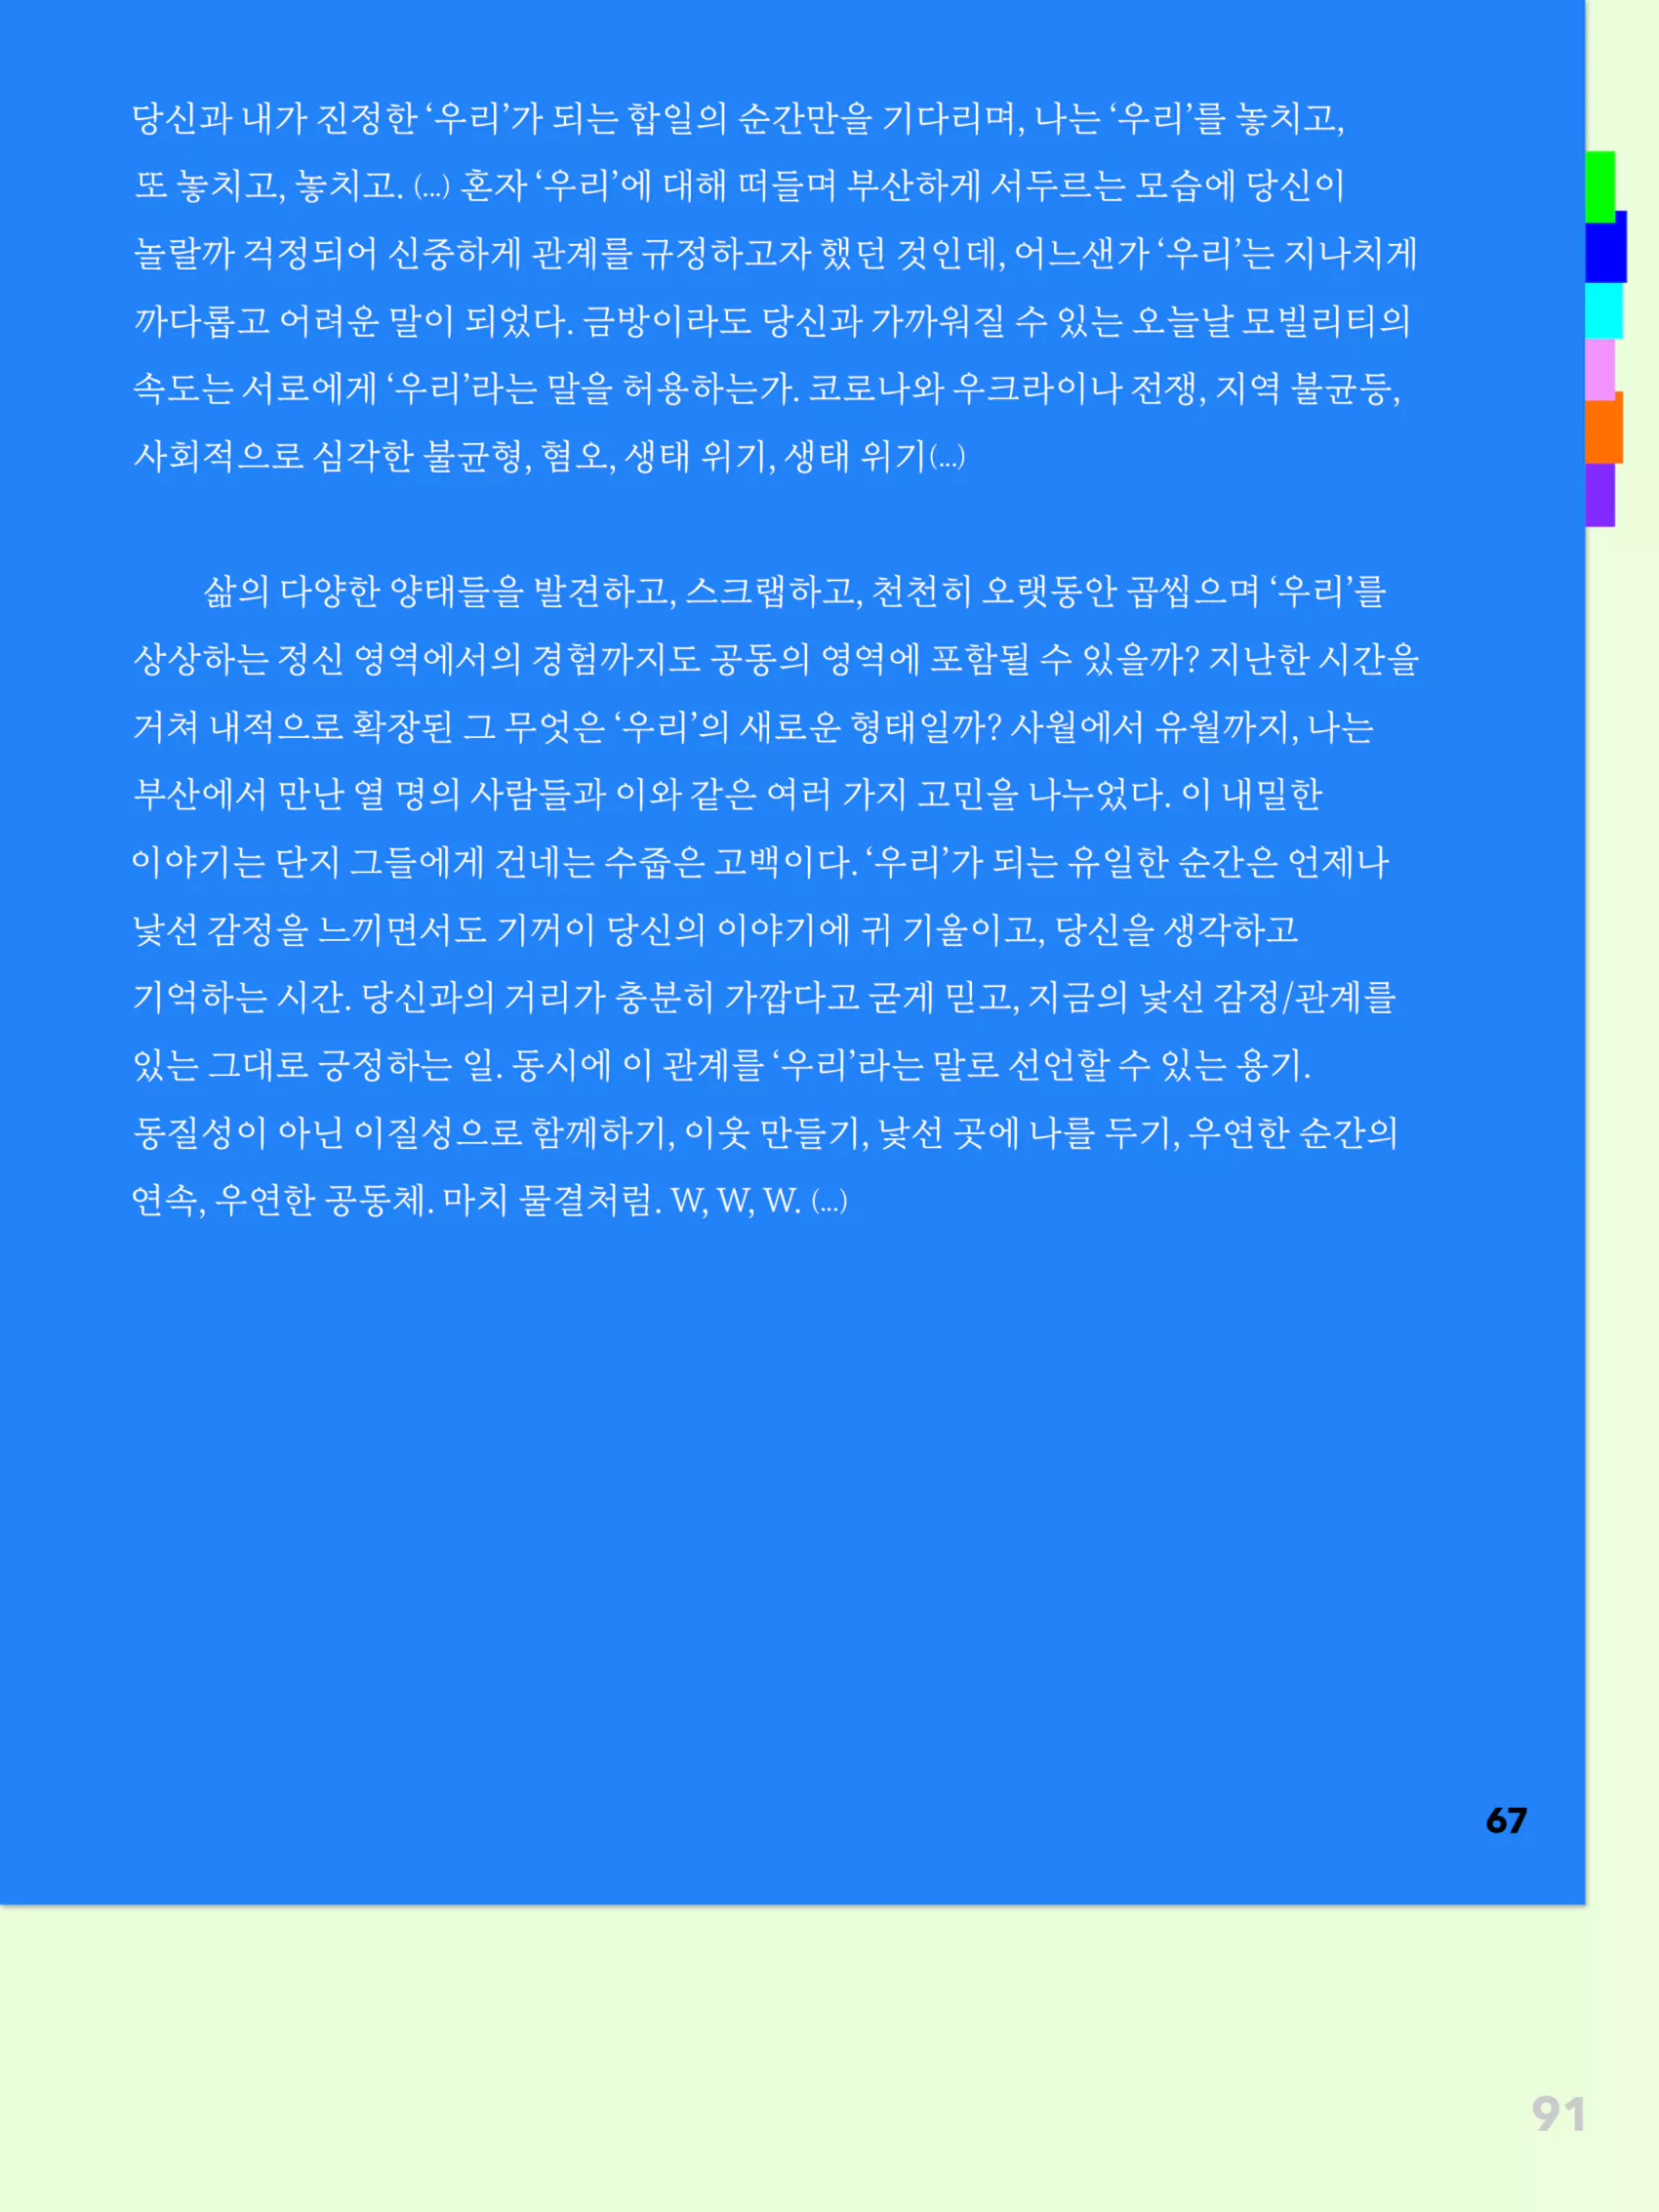 당신과 내가 진정한 ‘우리’가 되는 합일의 순간만을 기다리며, 나는 ‘우리’를 놓치고,
또 놓치고, 놓치고. (...) 혼자 ‘우리’에 대해 떠들며 부산하게 서두르는 모습에 당신이
놀랄까 걱정되어 신중하게 관계를 규정하고자 했던 것인데, 어느샌가 ‘우리’는 지나치게
까다롭고 어려운 말이 되었다. 금방이라도 당신과 가까워질 수 있는 오늘날 모빌리티의
속도는 서로에게 ‘우리’라는 말을 허용하는가. 코로나와 우크라이나 전쟁, 지역 불균등,
사회적으로 심각한 불균형, 혐오, 생태 위기, 생태 위기(...)
삶의 다양한 양태들을 발견하고, 스크랩하고, 천천히 오랫동안 곱씹으며 ‘우리’를
상상하는 정신 영역에서의 경험까지도 공동의 영역에 포함될 수 있을까? 지난한 시간을
거쳐 내적으로 확장된 그 무엇은 ‘우리’의 새로운 형태일까? 사월에서 유월까지, 나는
부산에서 만난 열 명의 사람들과 이와 같은 여러 가지 고민을 나누었다. 이 내밀한
이야기는 단지 그들에게 건네는 수줍은 고백이다. ‘우리’가 되는 유일한 순간은 언제나
낯선 감정을 느끼면서도 기꺼이 당신의 이야기에 귀 기울이고, 당신을 생각하고
기억하는 시간. 당신과의 거리가 충분히 가깝다고 굳게 믿고, 지금의 낯선 감정/관계를
있는 그대로 긍정하는 일. 동시에 이 관계를 ‘우리’라는 말로 선언할 수 있는 용기.
동질성이 아닌 이질성으로 함께하기, 이웃 만들기, 낯선 곳에 나를 두기, 우연한 순간의
연속, 우연한 공동체. 마치 물결처럼. W, W, W. (...)
67
91